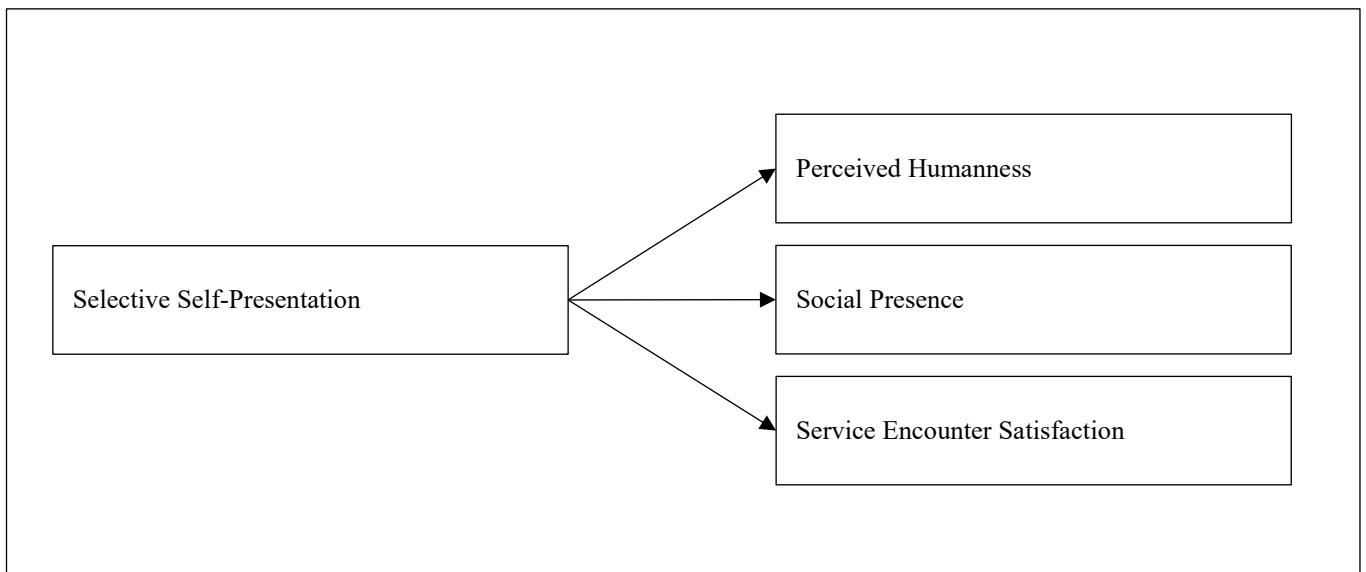 Perceived Humanness
Selective Self-Presentation
Social Presence
Service Encounter Satisfaction